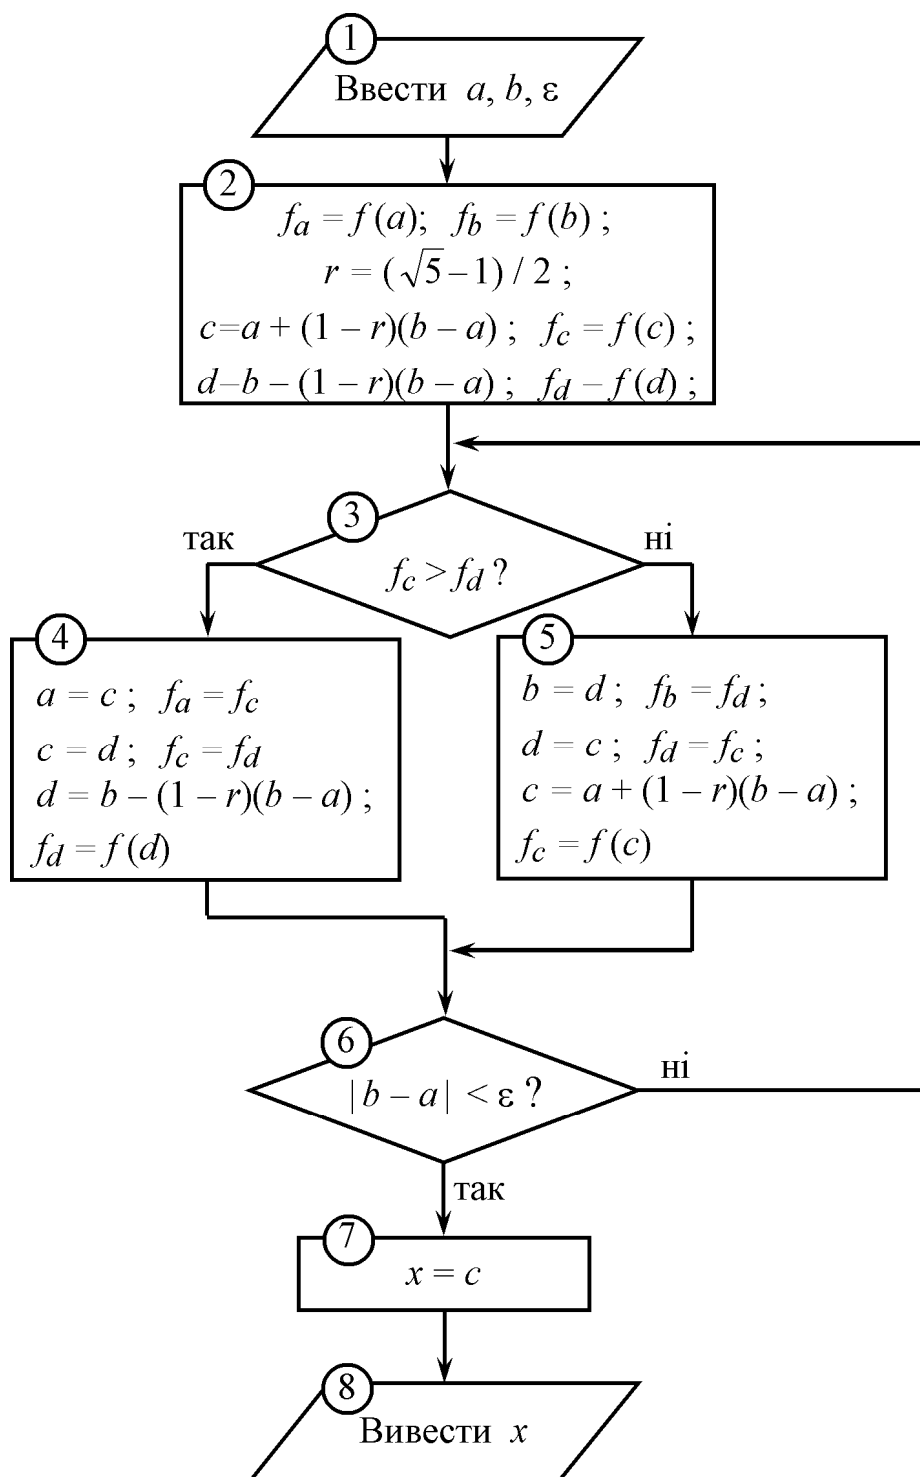 1
Ввести a, b, ε
2
f_a = f(a); f_b = f(b) ;
r = (√5–1) / 2 ;
c=a + (1 – r)(b – a) ; f_c = f(c) ;
d–b – (1 – r)(b – a) ; f_d – f(d) ;
3
так
ні
f_c > f_d ?
4
a = c ; f_a = f_c
c = d ; f_c = f_d
d = b – (1 – r)(b – a) ;
f_d = f(d)
5
b = d ; f_b = f_d ;
d = c ; f_d = f_c ;
c = a + (1 – r)(b – a) ;
f_c = f(c)
6
|b – a| < ε ?
ні
так
7
x = c
8
Вивести x